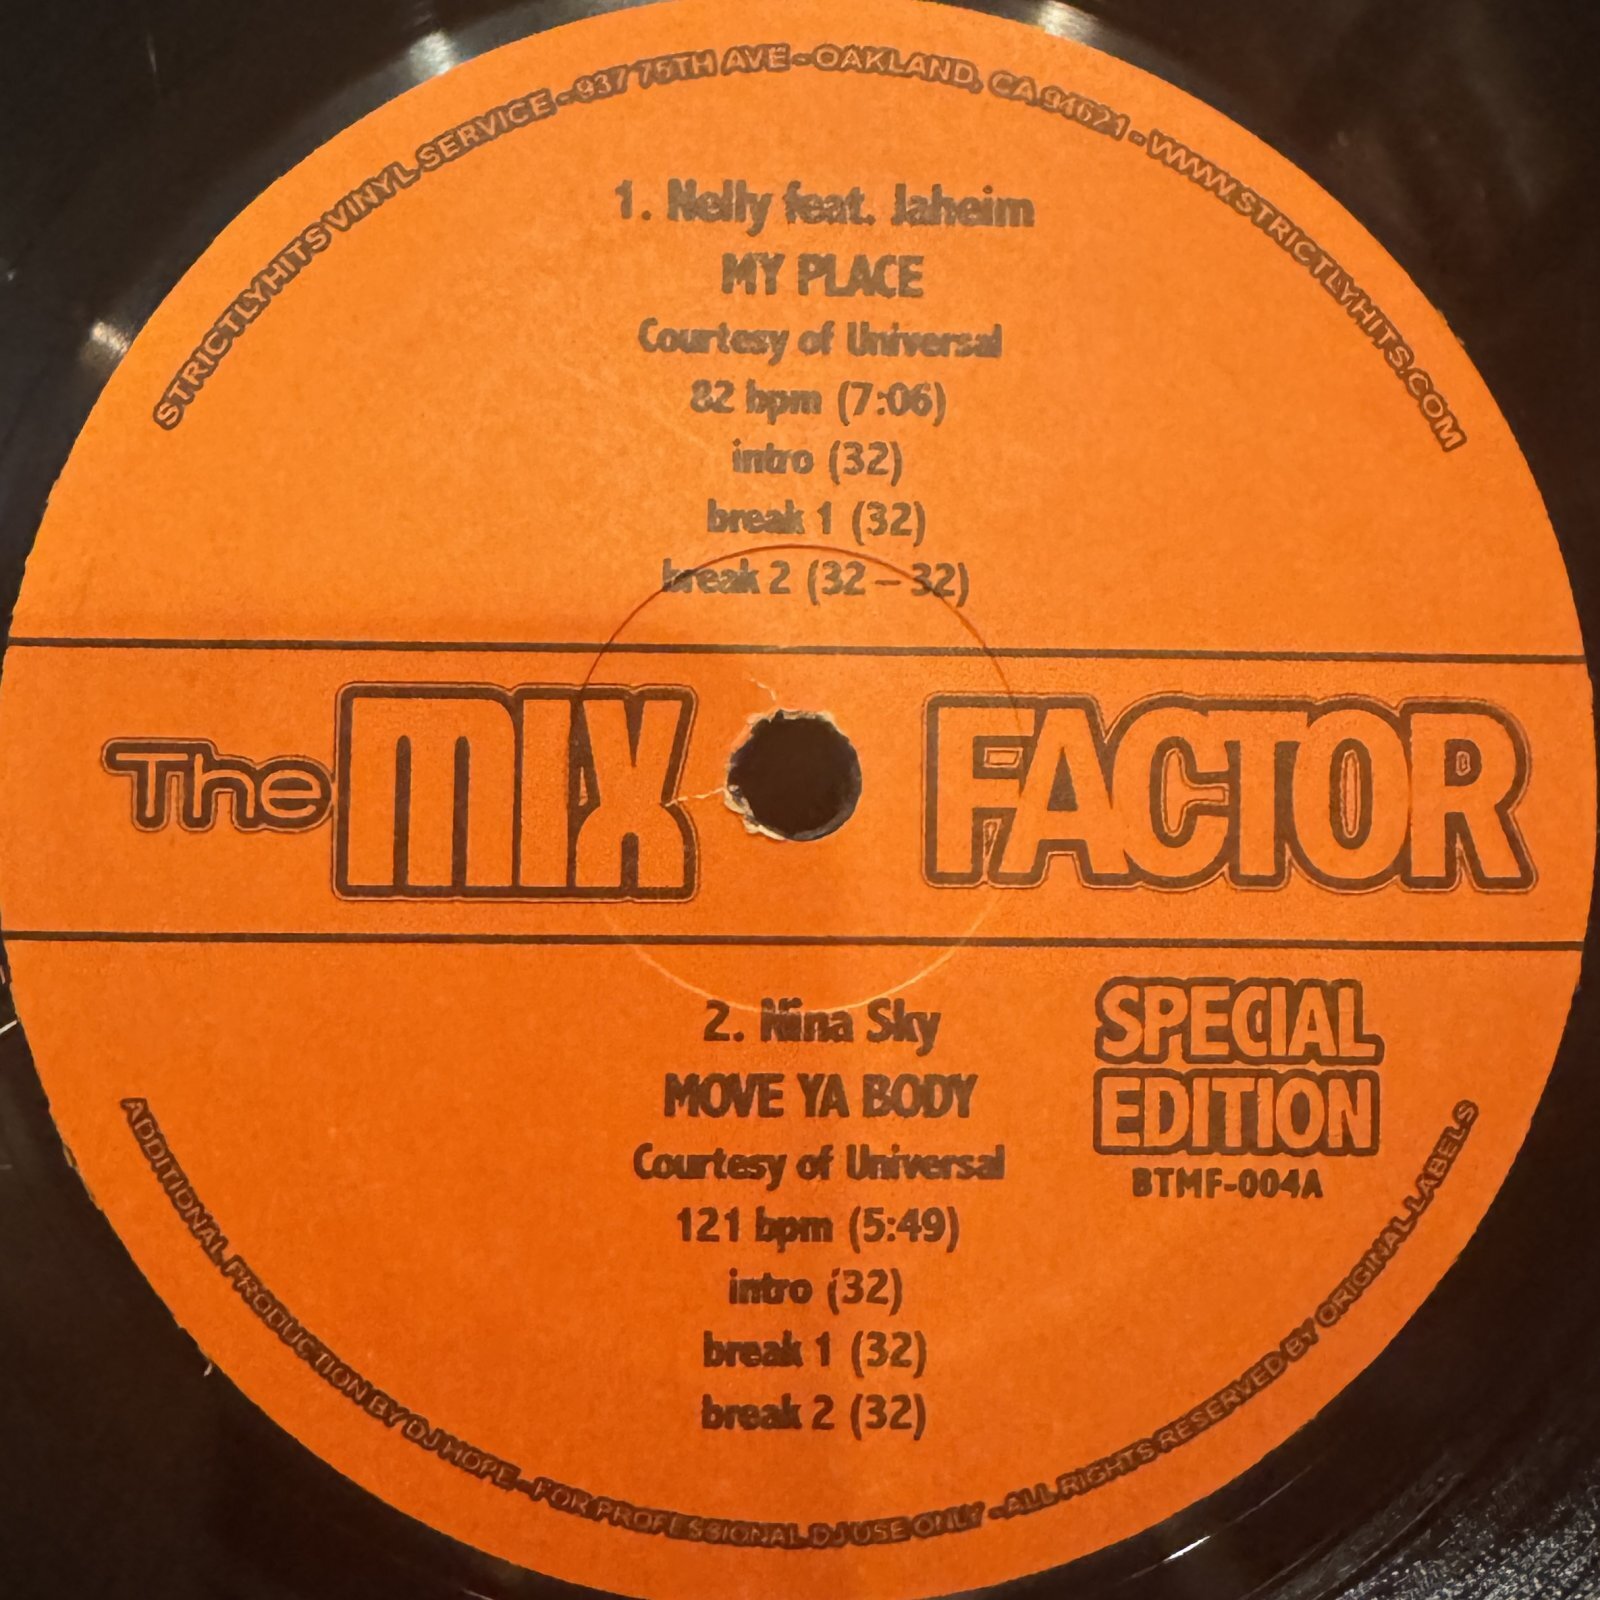 STRICTLYHITS VINYL SERVICE - 937 75TH AVE - OAKLAND, CA 94621 - WWW.STRICTLYHITS.COM
1. Nelly feat. Jaheim
MY PLACE
Courtesy of Universal
82 bpm (7:06)
intro (32)
break 1 (32)
break 2 (32 – 32)
The MIX FACTOR
2. Nina Sky
MOVE YA BODY
Courtesy of Universal
121 bpm (5:49)
intro (32)
break 1 (32)
break 2 (32)
SPECIAL
EDITION
BTMF-004A
ADDITIONAL PRODUCTION BY DJ HOPE - FOR PROFESSIONAL DJ USE ONLY - ALL RIGHTS RESERVED BY ORIGINAL LABELS